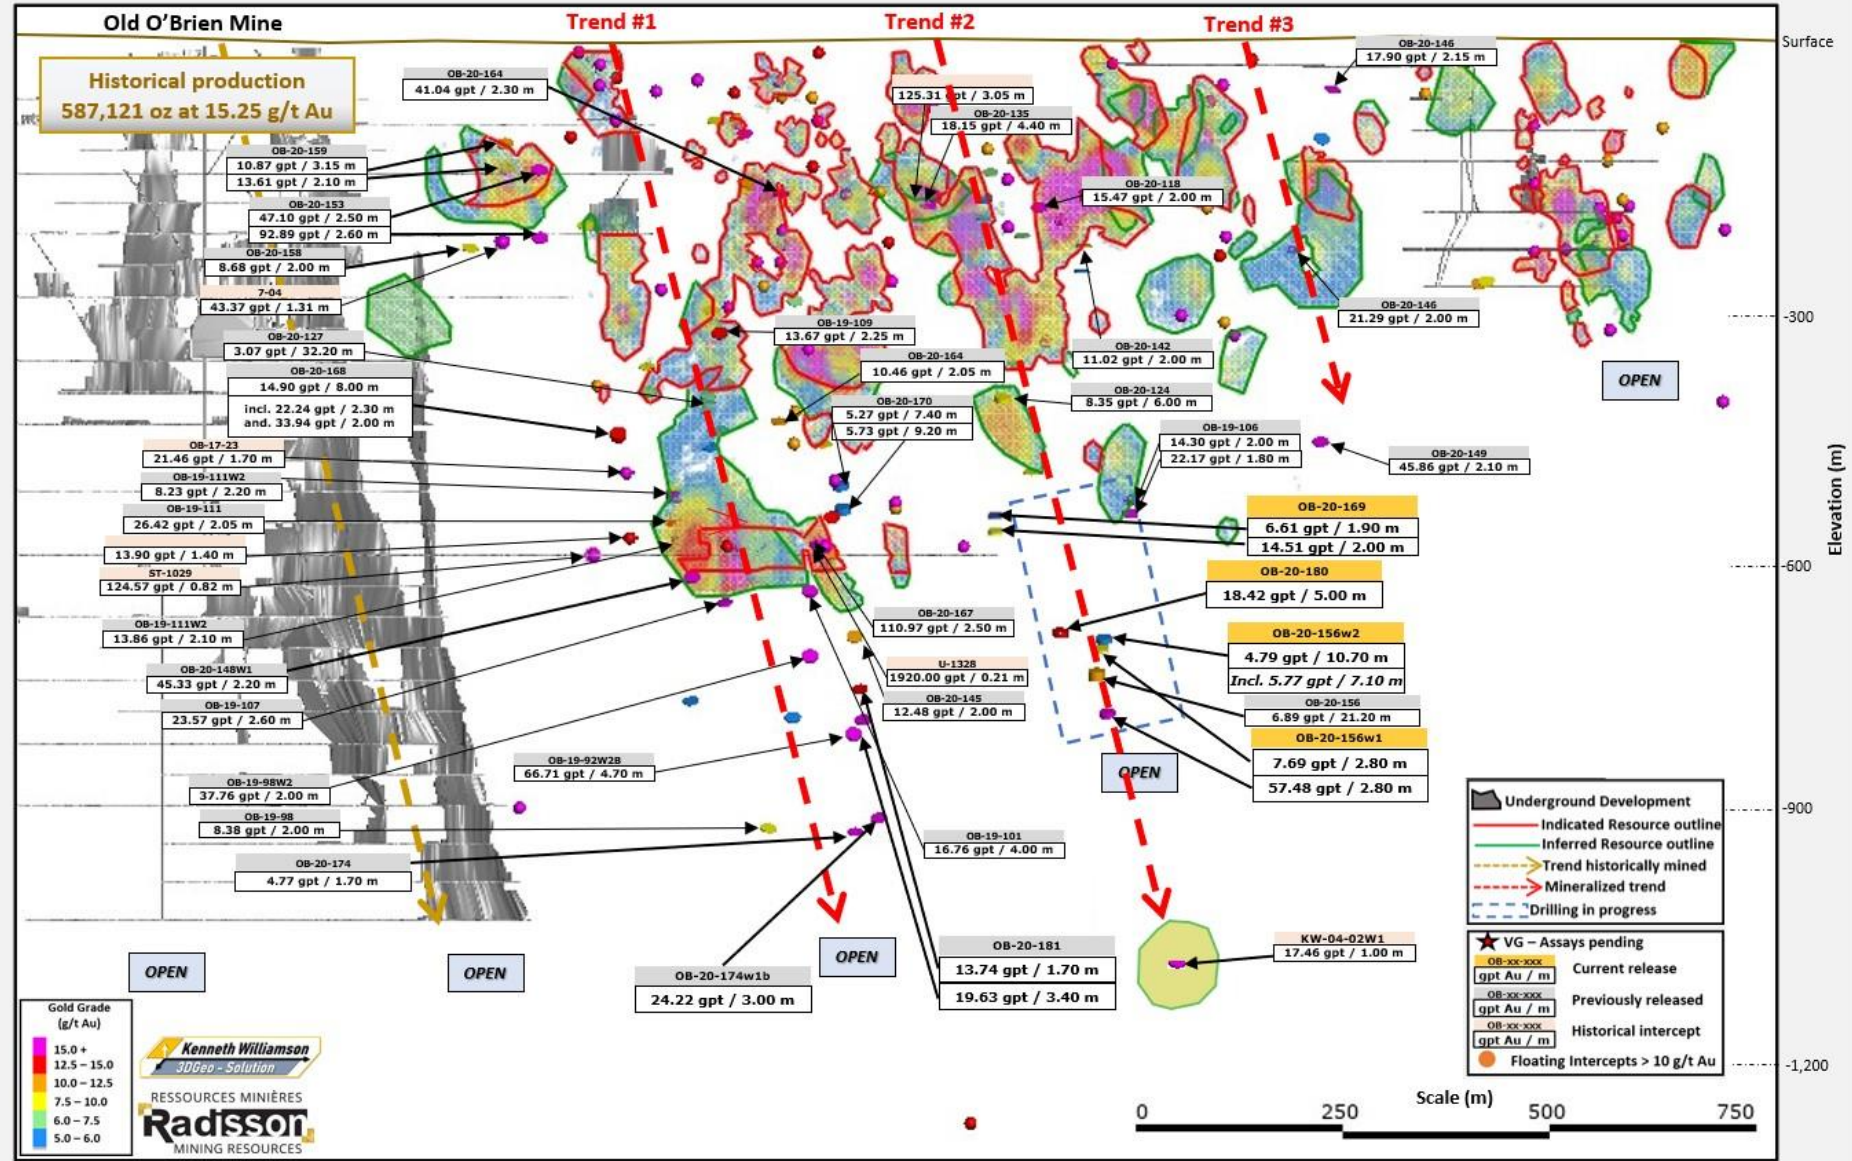 Old O'Brien Mine
Trend #1
Trend #2
Trend #3
Surface
Historical production
587,121 oz at 15.25 g/t Au
OB-20-164
41.04 gpt / 2.30 m
125.31 gpt / 3.05 m
OB-20-135
18.15 gpt / 4.40 m
OB-20-146
17.90 gpt / 2.15 m
OB-20-159
10.87 gpt / 3.15 m
13.61 gpt / 2.10 m
OB-20-153
47.10 gpt / 2.50 m
92.89 gpt / 2.60 m
OB-20-118
15.47 gpt / 2.00 m
OB-20-158
8.68 gpt / 2.00 m
7-04
43.37 gpt / 1.31 m
OB-20-146
21.29 gpt / 2.00 m
-300
OB-20-127
3.07 gpt / 32.20 m
OB-19-109
13.67 gpt / 2.25 m
OB-20-142
11.02 gpt / 2.00 m
OB-20-164
10.46 gpt / 2.05 m
OB-20-168
14.90 gpt / 8.00 m
incl. 22.24 gpt / 2.30 m
and. 33.94 gpt / 2.00 m
OPEN
OB-20-124
8.35 gpt / 6.00 m
OB-20-170
5.27 gpt / 7.40 m
5.73 gpt / 9.20 m
OB-19-106
14.30 gpt / 2.00 m
22.17 gpt / 1.80 m
OB-17-23
21.46 gpt / 1.70 m
OB-20-149
45.86 gpt / 2.10 m
OB-19-111W2
8.23 gpt / 2.20 m
Elevation (m)
OB-19-111
26.42 gpt / 2.05 m
OB-20-169
6.61 gpt / 1.90 m
14.51 gpt / 2.00 m
13.90 gpt / 1.40 m
-600
ST-1029
124.57 gpt / 0.82 m
OB-20-180
18.42 gpt / 5.00 m
OB-19-111W2
13.86 gpt / 2.10 m
OB-20-167
110.97 gpt / 2.50 m
OB-20-156w2
4.79 gpt / 10.70 m
Incl. 5.77 gpt / 7.10 m
OB-20-148W1
45.33 gpt / 2.20 m
U-1328
1920.00 gpt / 0.21 m
OB-20-145
12.48 gpt / 2.00 m
OB-20-156
6.89 gpt / 21.20 m
OB-19-107
23.57 gpt / 2.60 m
OB-20-156w1
7.69 gpt / 2.80 m
57.48 gpt / 2.80 m
OB-19-92W2B
66.71 gpt / 4.70 m
OPEN
OB-19-98W2
37.76 gpt / 2.00 m
-900
OB-19-98
8.38 gpt / 2.00 m
OB-19-101
16.76 gpt / 4.00 m
OB-20-174
4.77 gpt / 1.70 m
Underground Development
Indicated Resource outline
Inferred Resource outline
Trend historically mined
Mineralized trend
Drilling in progress
OPEN
OPEN
OPEN
OB-20-174w1b
24.22 gpt / 3.00 m
OB-20-181
13.74 gpt / 1.70 m
19.63 gpt / 3.40 m
KW-04-02W1
17.46 gpt / 1.00 m
VG – Assays pending
OB-xx-xxx
gpt Au / m
Current release
OB-xx-xxx
gpt Au / m
Previously released
OB-xx-xxx
gpt Au / m
Historical intercept
Floating Intercepts > 10 g/t Au
-1,200
Gold Grade
(g/t Au)
15.0 +
12.5 – 15.0
10.0 – 12.5
7.5 – 10.0
6.0 – 7.5
5.0 – 6.0
Kenneth Williamson
3DGeo - Solution
RESSOURCES MINIÈRES
Radisson
MINING RESOURCES
Scale (m)
0
250
500
750